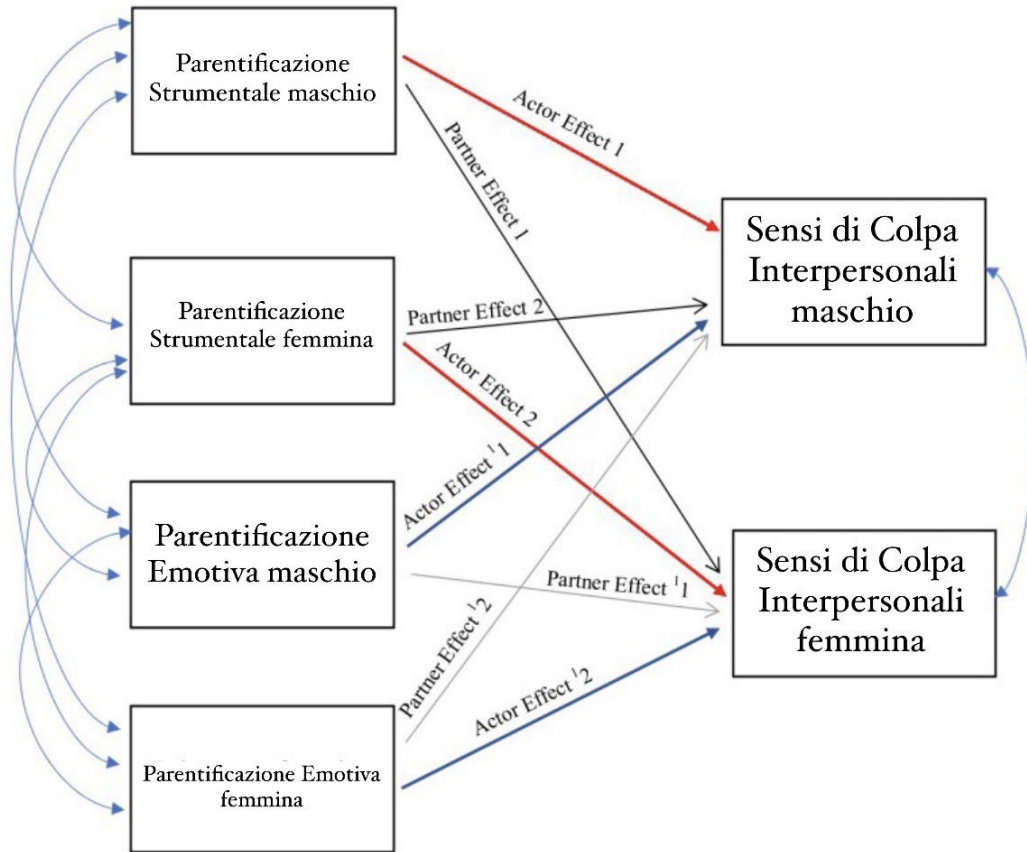 Parentificazione
Strumentale maschio
Actor Effect 1
Partner Effect 1
Sensi di Colpa
Interpersonali
maschio
Parentificazione
Strumentale femmina
Partner Effect 2
Actor Effect 2
Actor Effect ¹1
Parentificazione
Emotiva maschio
Partner Effect ¹1
Sensi di Colpa
Interpersonali
femmina
Partner Effect ¹2
Actor Effect ¹2
Parentificazione Emotiva
femmina